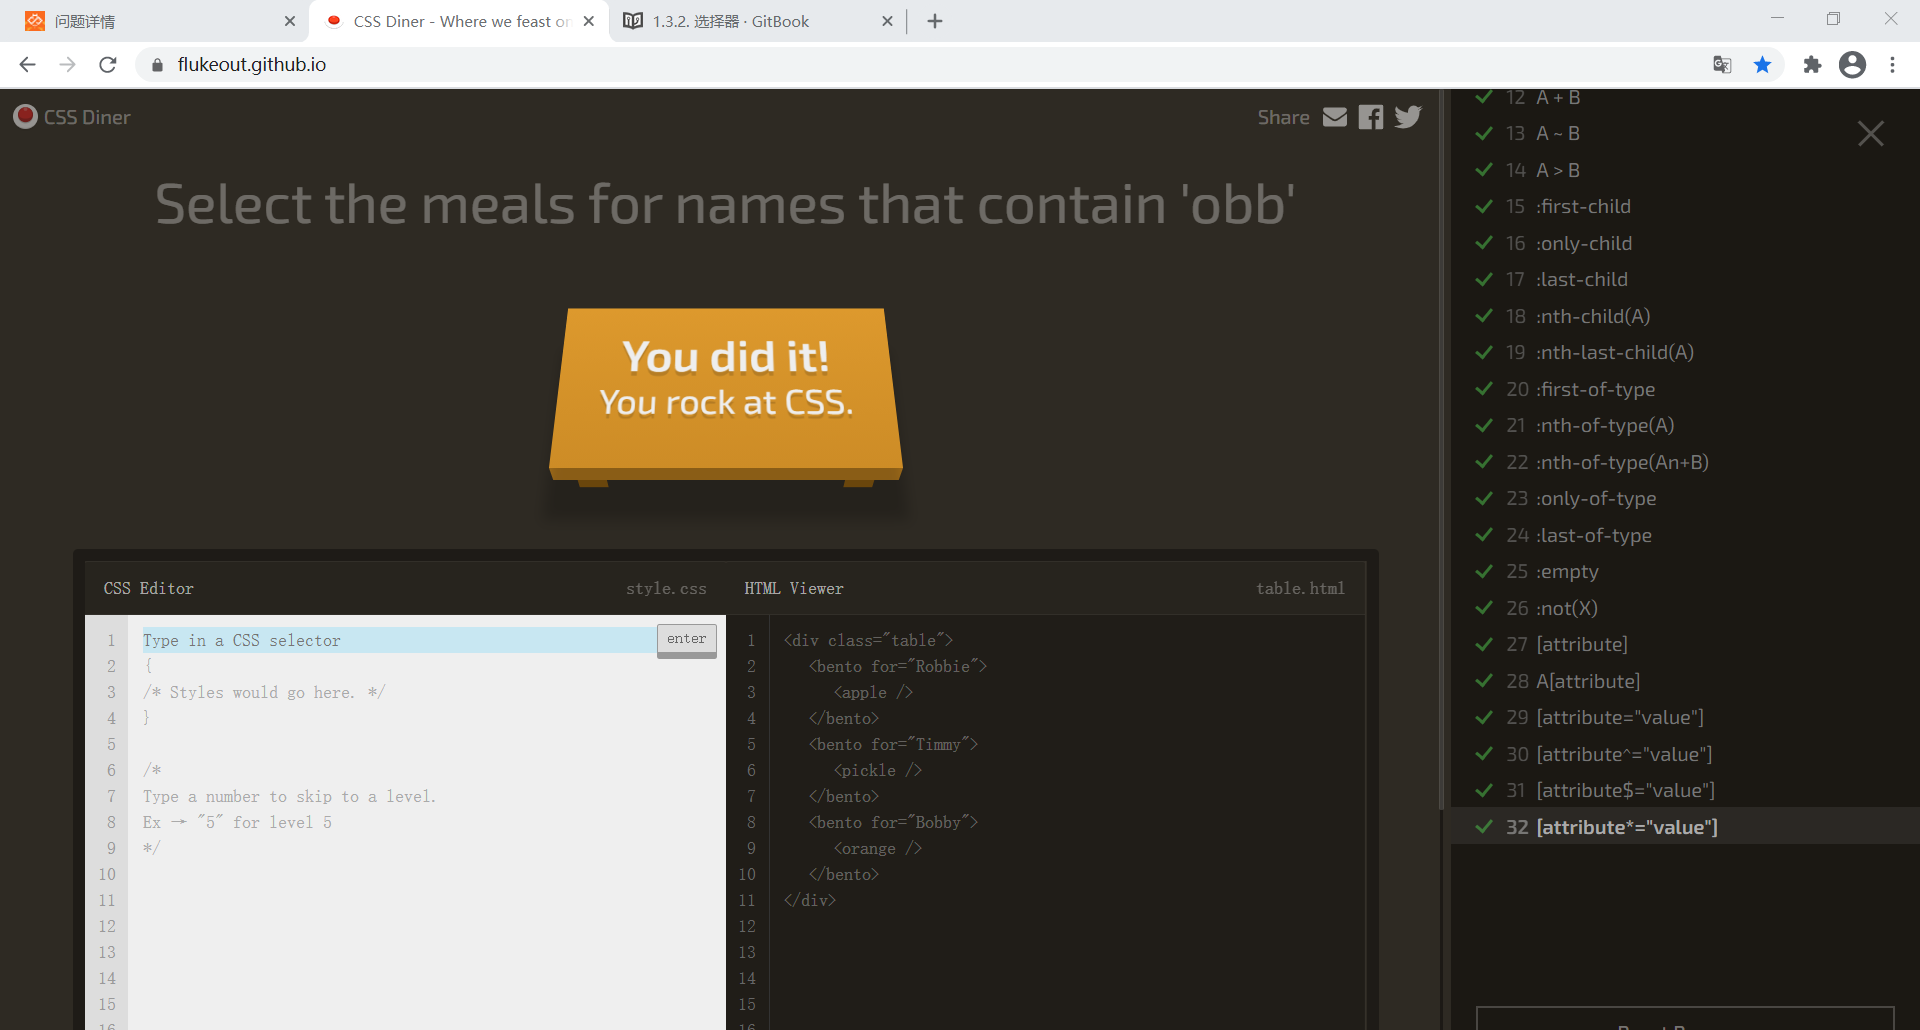 问题详情
CSS Diner - Where we feast on
1.3.2. 选择器 · GitBook
flukeout.github.io
CSS Diner
Share
Select the meals for names that contain 'obb'
You did it!
You rock at CSS.
CSS Editor
style.css
HTML Viewer
table.html
1 Type in a CSS selector
enter
2 {
3 /* Styles would go here. */
4 }
5
6 /*
7 Type a number to skip to a level.
8 Ex → "5" for level 5
9 */
10
11
12
13
14
15
16
1 <div class="table">
2 <bento for="Robbie">
3 <apple />
4 </bento>
5 <bento for="Timmy">
6 <pickle />
7 </bento>
8 <bento for="Bobby">
9 <orange />
10 </bento>
11 </div>
12
13
14
15
16
12 A + B
13 A ~ B
14 A > B
15 :first-child
16 :only-child
17 :last-child
18 :nth-child(A)
19 :nth-last-child(A)
20 :first-of-type
21 :nth-of-type(A)
22 :nth-of-type(An+B)
23 :only-of-type
24 :last-of-type
25 :empty
26 :not(X)
27 [attribute]
28 A[attribute]
29 [attribute="value"]
30 [attribute^="value"]
31 [attribute$="value"]
32 [attribute*="value"]